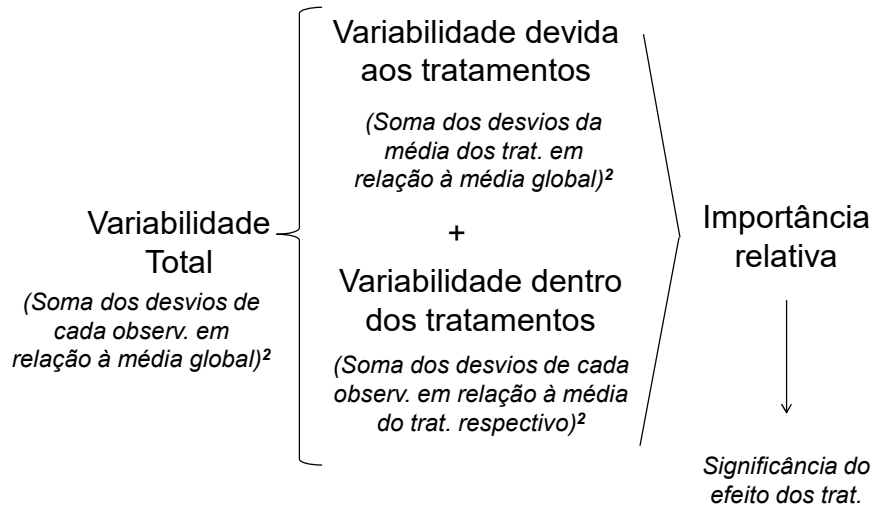 Variabilidade
Total
(Soma dos desvios de
cada observ. em
relação à média global)²
Variabilidade devida
aos tratamentos
(Soma dos desvios da
média dos trat. em
relação à média global)²
+
Variabilidade dentro
dos tratamentos
(Soma dos desvios de cada
observ. em relação à média
do trat. respectivo)²
Importância
relativa
Significância do
efeito dos trat.